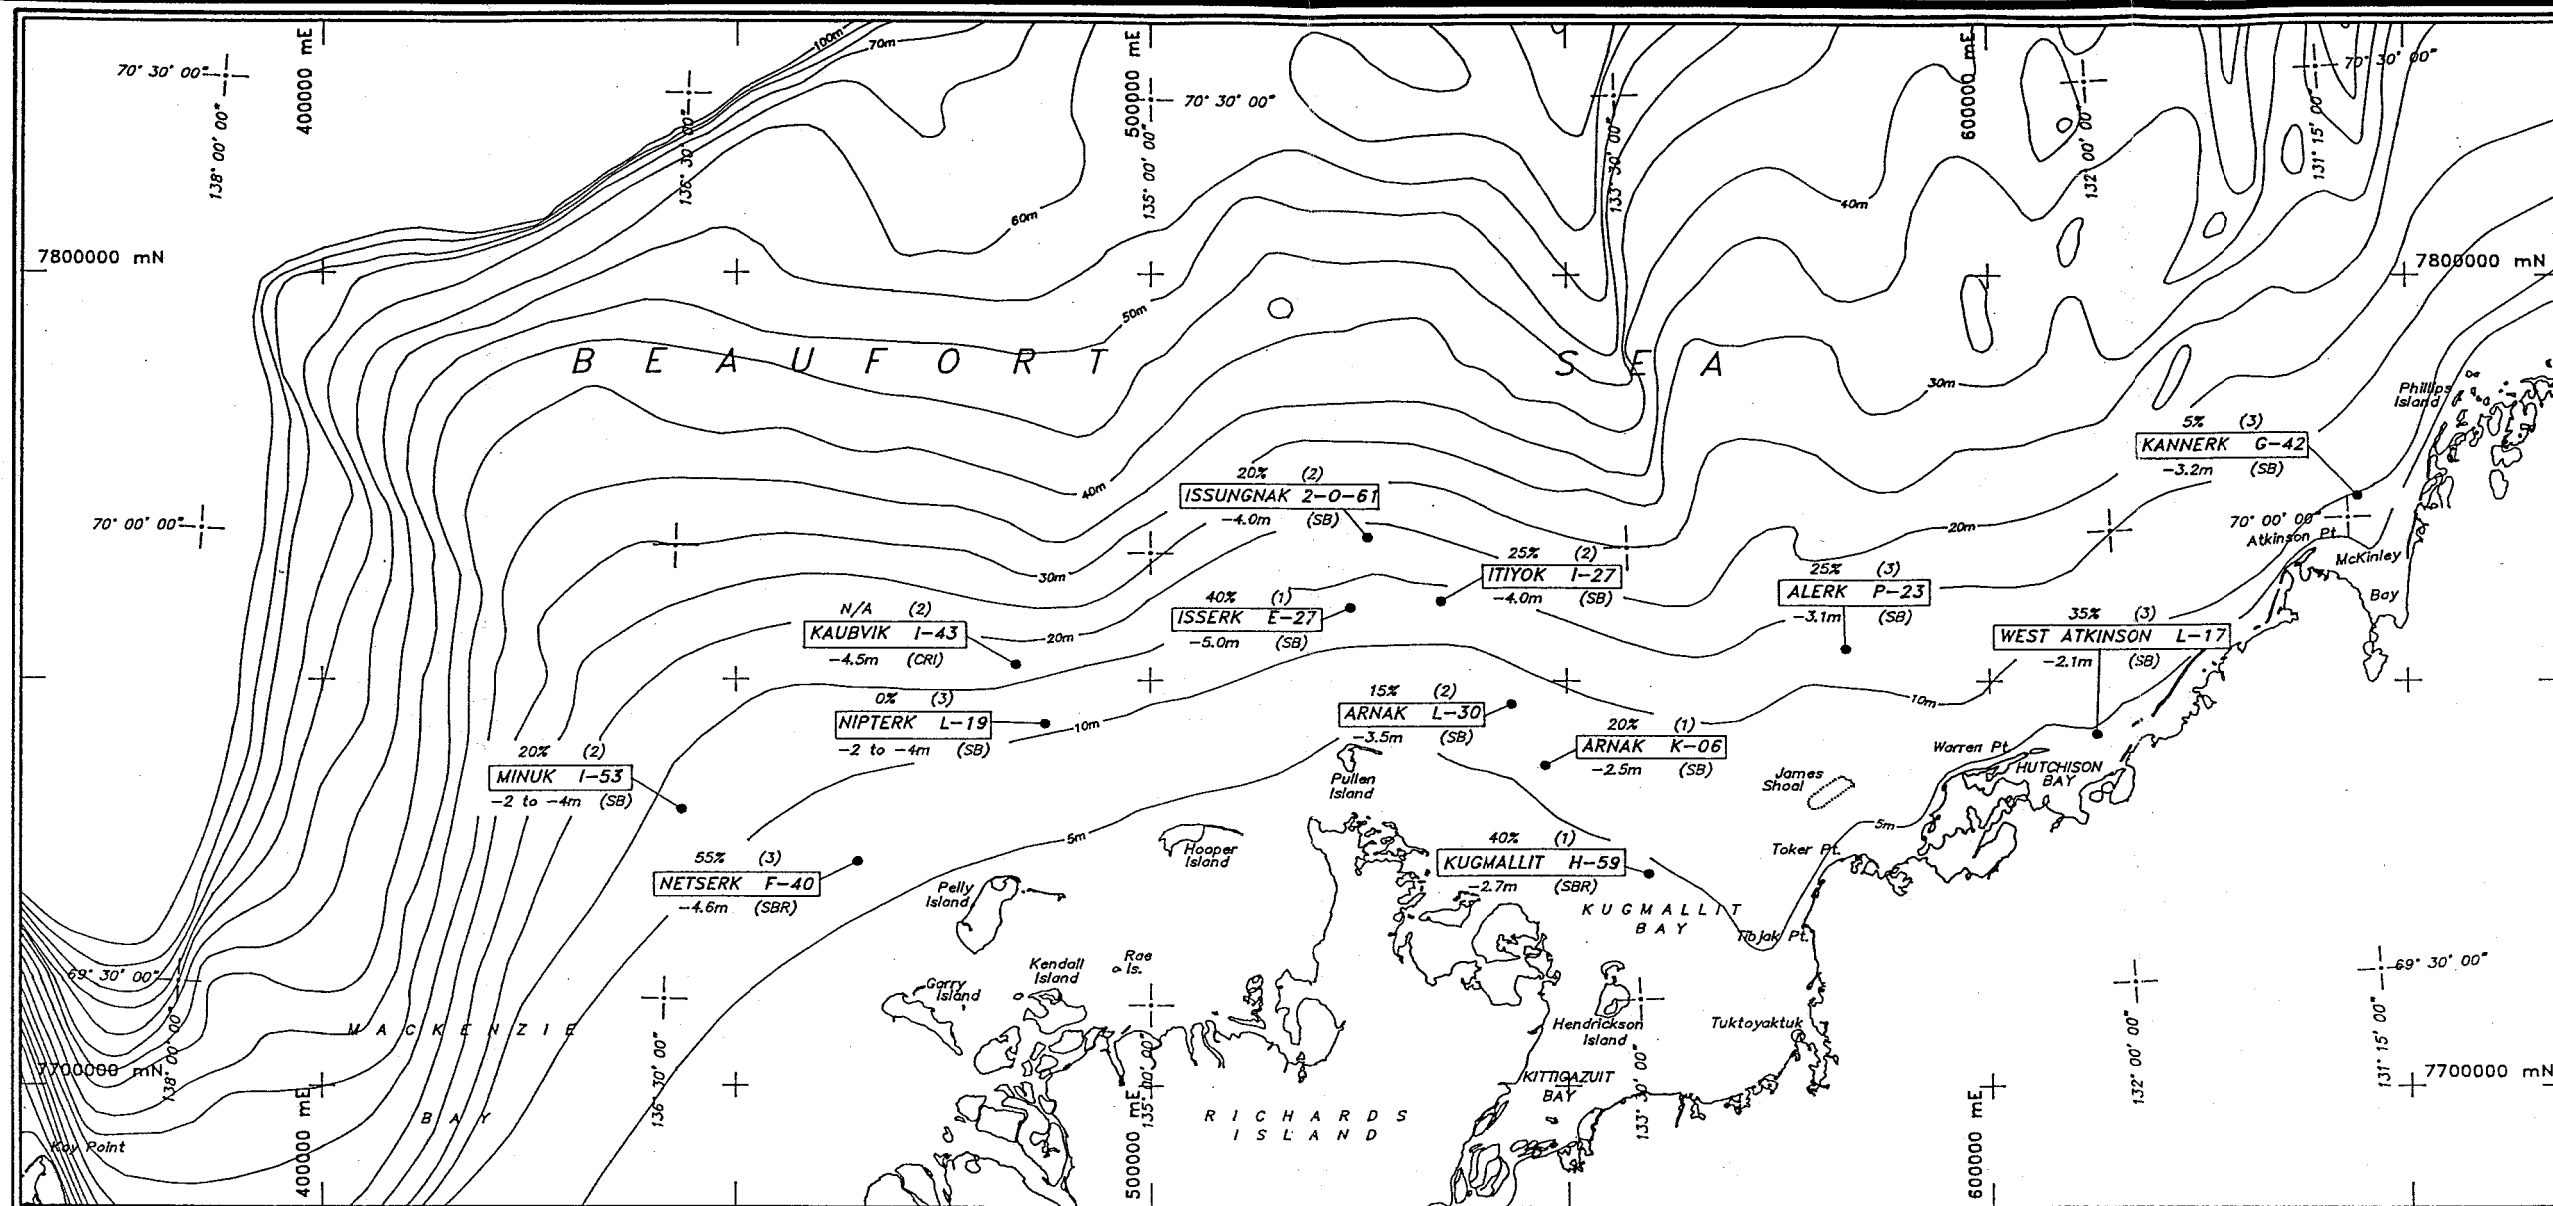 100m
70m
400000 mE
500000 mE
600000 mE
70° 30' 00"
70° 30' 00"
70° 30' 00"
138° 00' 00"
136° 30' 00"
135° 00' 00"
133° 30' 00"
132° 00' 00"
131° 15' 00"
60m
40m
7800000 mN
7800000 mN
50m
BEAUFORT SEA
30m
Phillips
Island
5% (3)
KANNERK G-42
-3.2m (SB)
20% (2)
ISSUNGNAK 2-O-61
-4.0m (SB)
40m
70° 00' 00"
70° 00' 00"
20m
Atkinson Pt.
McKinley
Bay
25% (2)
ITIYOK I-27
-4.0m (SB)
30m
25% (3)
ALERK P-23
-3.1m (SB)
40% (1)
ISSERK E-27
-5.0m (SB)
N/A (2)
KAUBVIK I-43
-4.5m (CRI)
20m
35% (3)
WEST ATKINSON L-17
-2.1m (SB)
0% (3)
NIPTERK L-19
-2 to -4m (SB)
10m
15% (2)
ARNAK L-30
-3.5m (SB)
10m
20% (1)
ARNAK K-06
-2.5m (SB)
20% (2)
MINUK I-53
-2 to -4m (SB)
Warren Pt.
HUTCHISON
BAY
Pullen
Island
James
Shoal
5m
5m
Hooper
Island
40% (1)
KUGMALLIT H-59
-2.7m (SBR)
Toker Pt.
55% (3)
NETSERK F-40
-4.6m (SBR)
Pelly
Island
KUGMALLIT
BAY
Tibjak Pt.
69° 30' 00"
69° 30' 00"
Kendall
Island
Rae
Is.
Garry
Island
Hendrickson
Island
Tuktoyaktuk
MACKENZIE
BAY
138° 00' 00"
136° 30' 00"
135° 00' 00"
133° 30' 00"
132° 00' 00"
131° 15' 00"
7700000 mN
7700000 mN
KITTIGAZUIT
BAY
RICHARDS
ISLAND
Kay Point
400000 mE
500000 mE
600000 mE